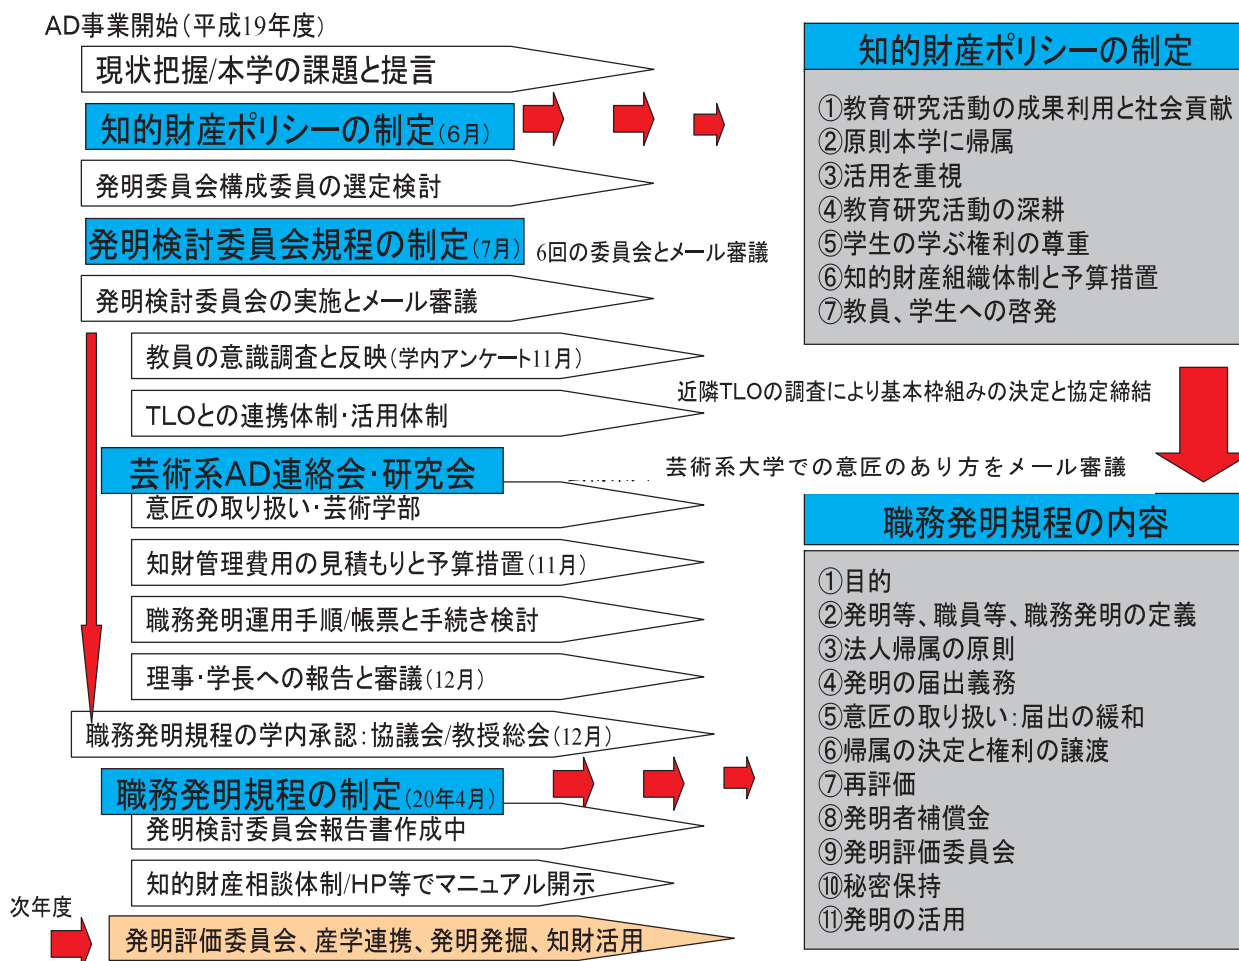 AD事業開始(平成19年度)
現状把握/本学の課題と提言
知的財産ポリシーの制定(6月)
発明委員会構成委員の選定検討
発明検討委員会規程の制定(7月)
6回の委員会とメール審議
発明検討委員会の実施とメール審議
教員の意識調査と反映(学内アンケート11月)
TLOとの連携体制・活用体制
近隣TLOの調査により基本枠組みの決定と協定締結
芸術系AD連絡会・研究会
芸術系大学での意匠のあり方をメール審議
意匠の取り扱い・芸術学部
知財管理費用の見積もりと予算措置(11月)
職務発明運用手順/帳票と手続き検討
理事・学長への報告と審議(12月)
職務発明規程の学内承認:協議会/教授総会(12月)
職務発明規程の制定(20年4月)
発明検討委員会報告書作成中
知的財産相談体制/HP等でマニュアル開示
次年度
発明評価委員会、産学連携、発明発掘、知財活用
知的財産ポリシーの制定
①教育研究活動の成果利用と社会貢献
②原則本学に帰属
③活用を重視
④教育研究活動の深耕
⑤学生の学ぶ権利の尊重
⑥知的財産組織体制と予算措置
⑦教員、学生への啓発
職務発明規程の内容
①目的
②発明等、職員等、職務発明の定義
③法人帰属の原則
④発明の届出義務
⑤意匠の取り扱い:届出の緩和
⑥帰属の決定と権利の譲渡
⑦再評価
⑧発明者補償金
⑨発明評価委員会
⑩秘密保持
⑪発明の活用